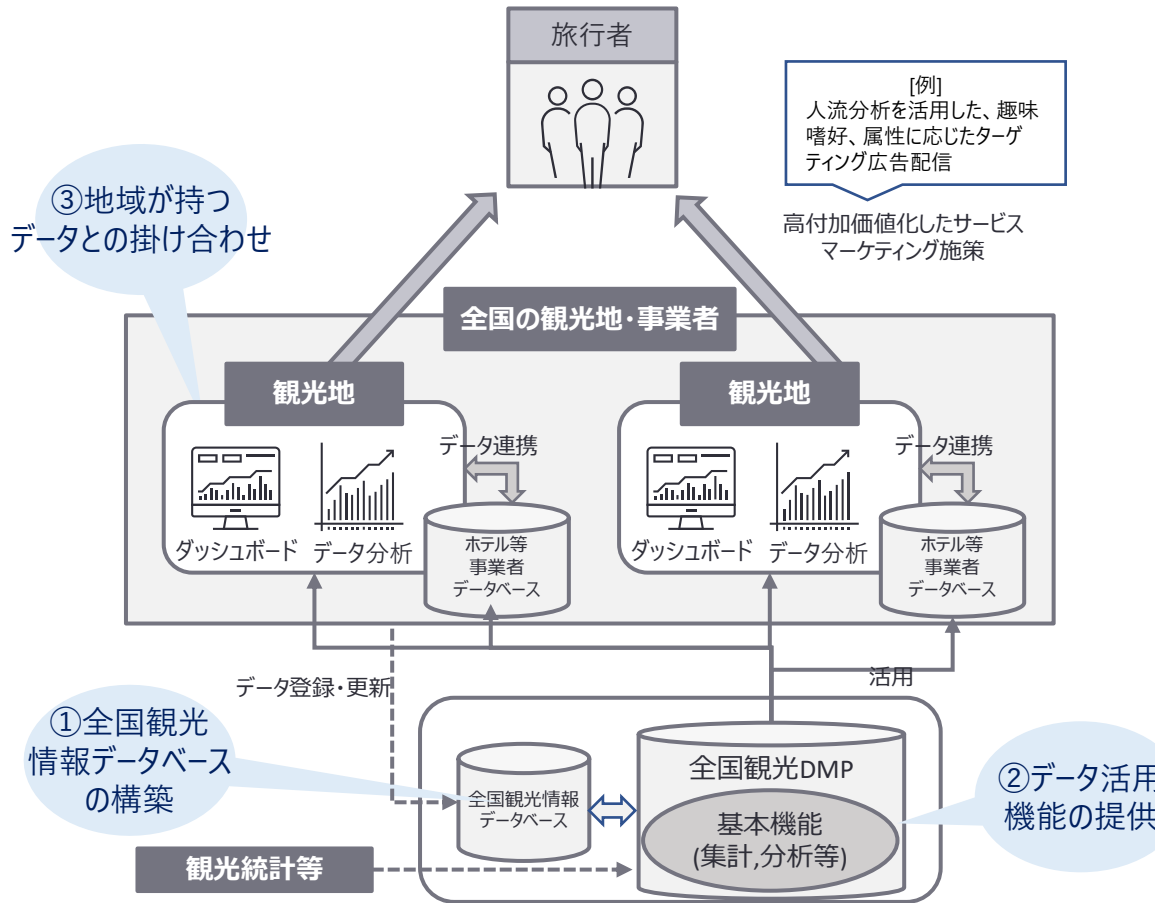 旅行者
[例]
人流分析を活用した、趣味
嗜好、属性に応じたターゲ
ティング広告配信
高付加価値化したサービス
マーケティング施策
③地域が持つ
データとの掛け合わせ
全国の観光地・事業者
観光地
観光地
データ連携
データ連携
ダッシュボード
データ分析
ホテル等
事業者
データベース
ダッシュボード
データ分析
ホテル等
事業者
データベース
データ登録・更新
活用
①全国観光
情報データベース
の構築
全国観光情報
データベース
全国観光DMP
基本機能
(集計,分析等)
②データ活用
機能の提供
観光統計等